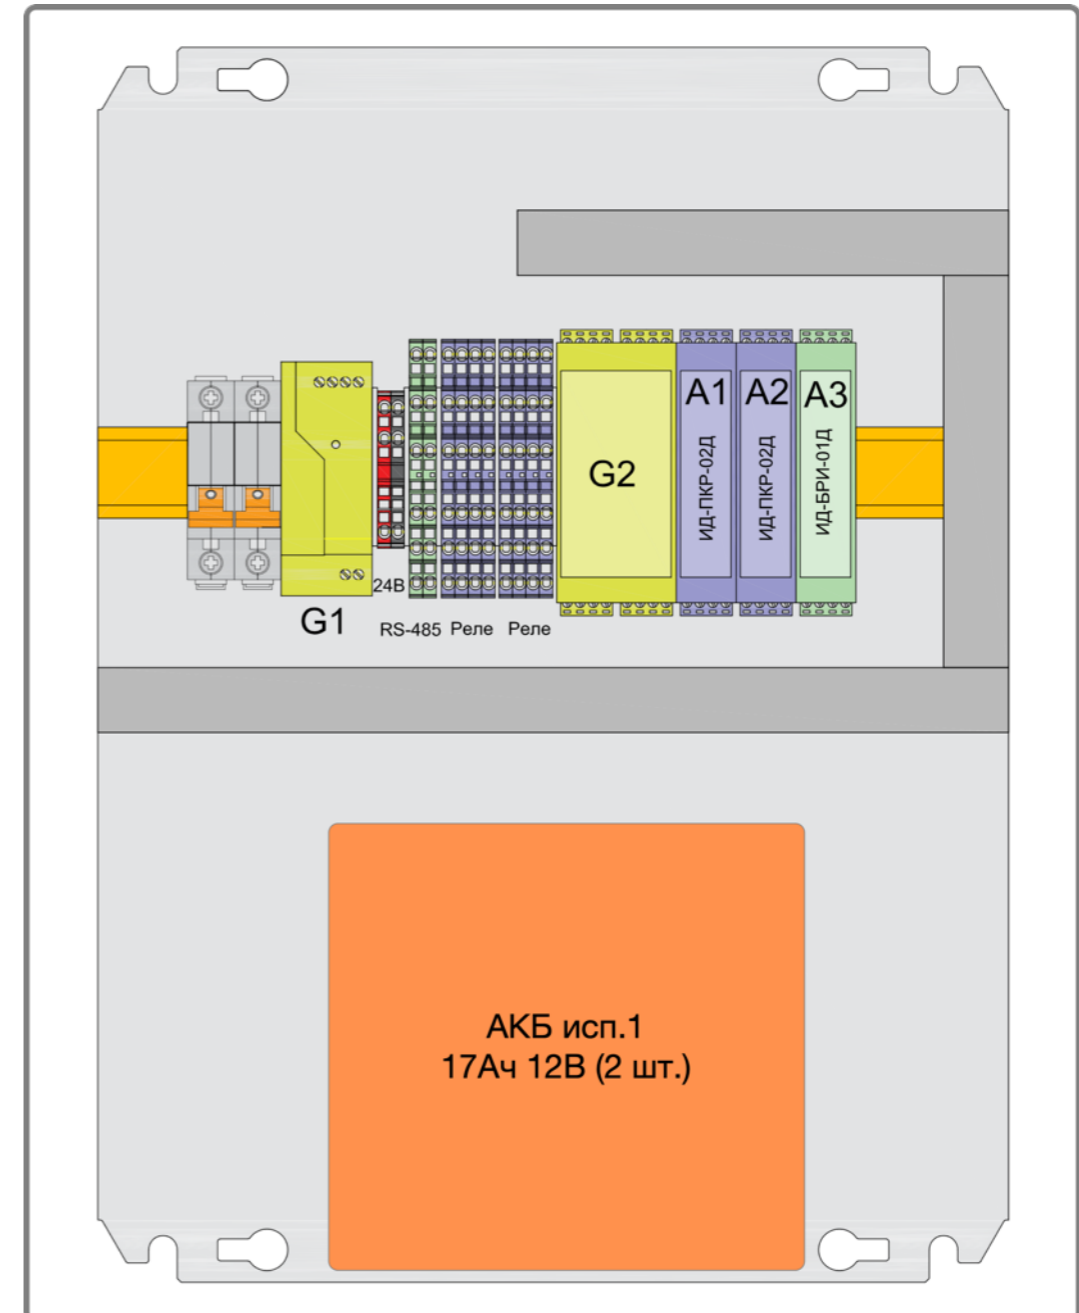 G2
A1
A2
A3
ИД-ПКР-02Д
ИД-ПКР-02Д
ИД-БРИ-01Д
24В
G1
RS-485 Реле Реле
АКБ исп.1
17Ач 12В (2 шт.)